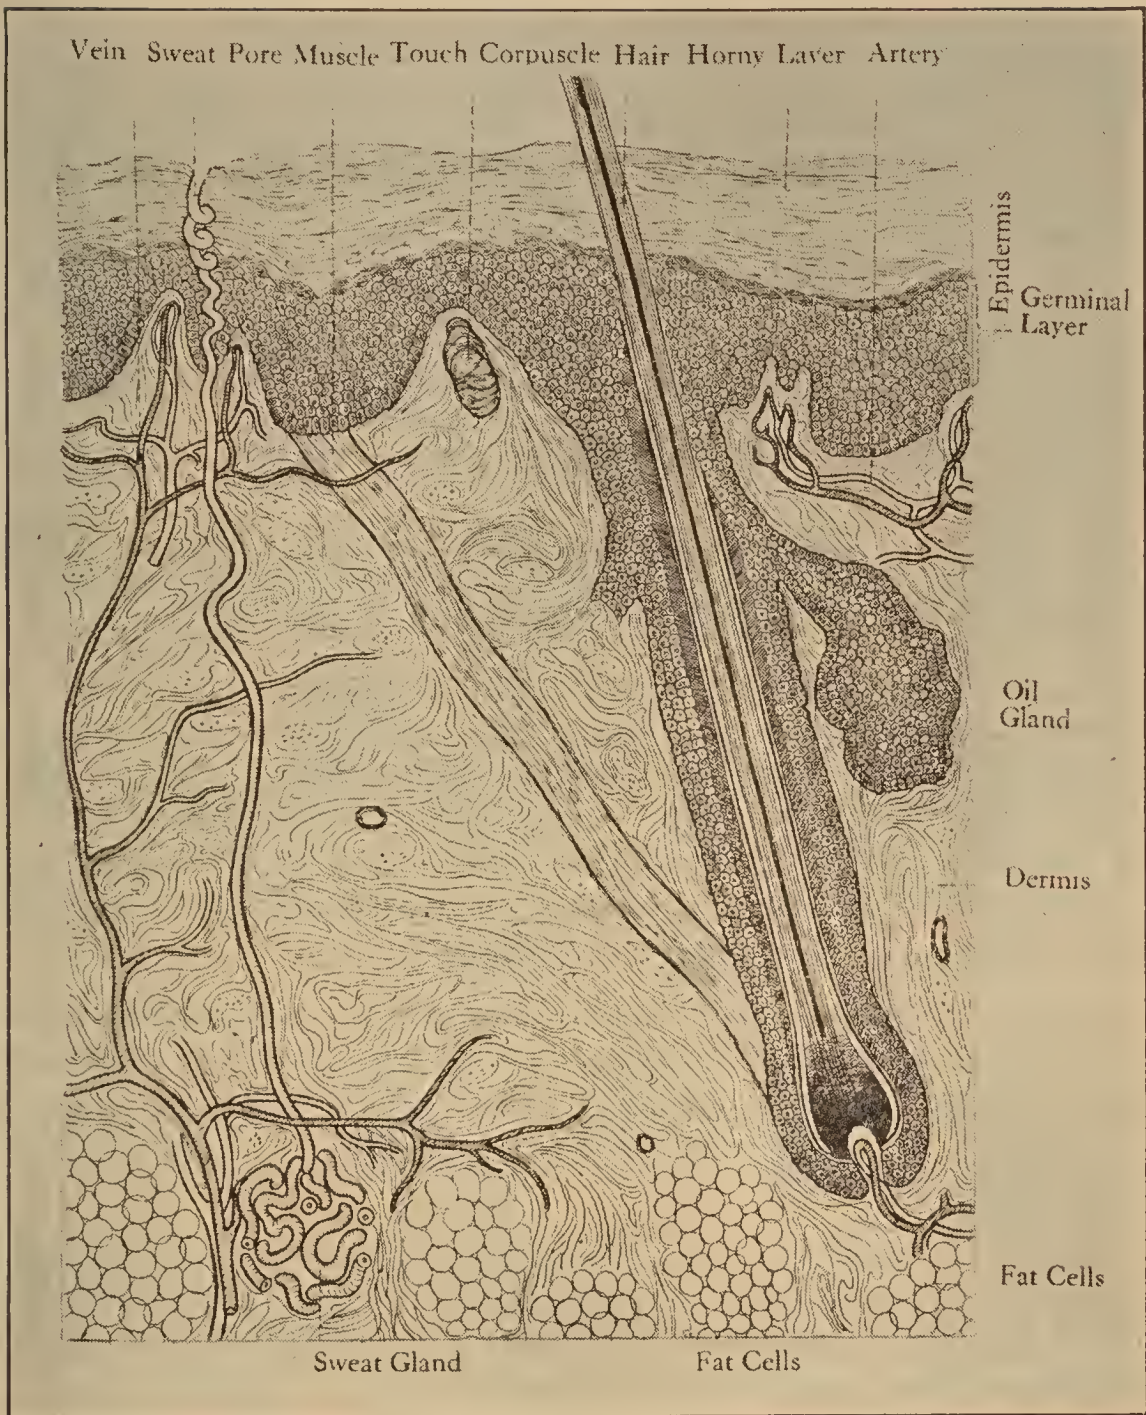 Vein Sweat Pore Muscle Touch Corpuscle Hair Horny Layer Artery
Epidermis
Germinal
Layer
Oil
Gland
Dermis
Fat Cells
Sweat Gland Fat Cells